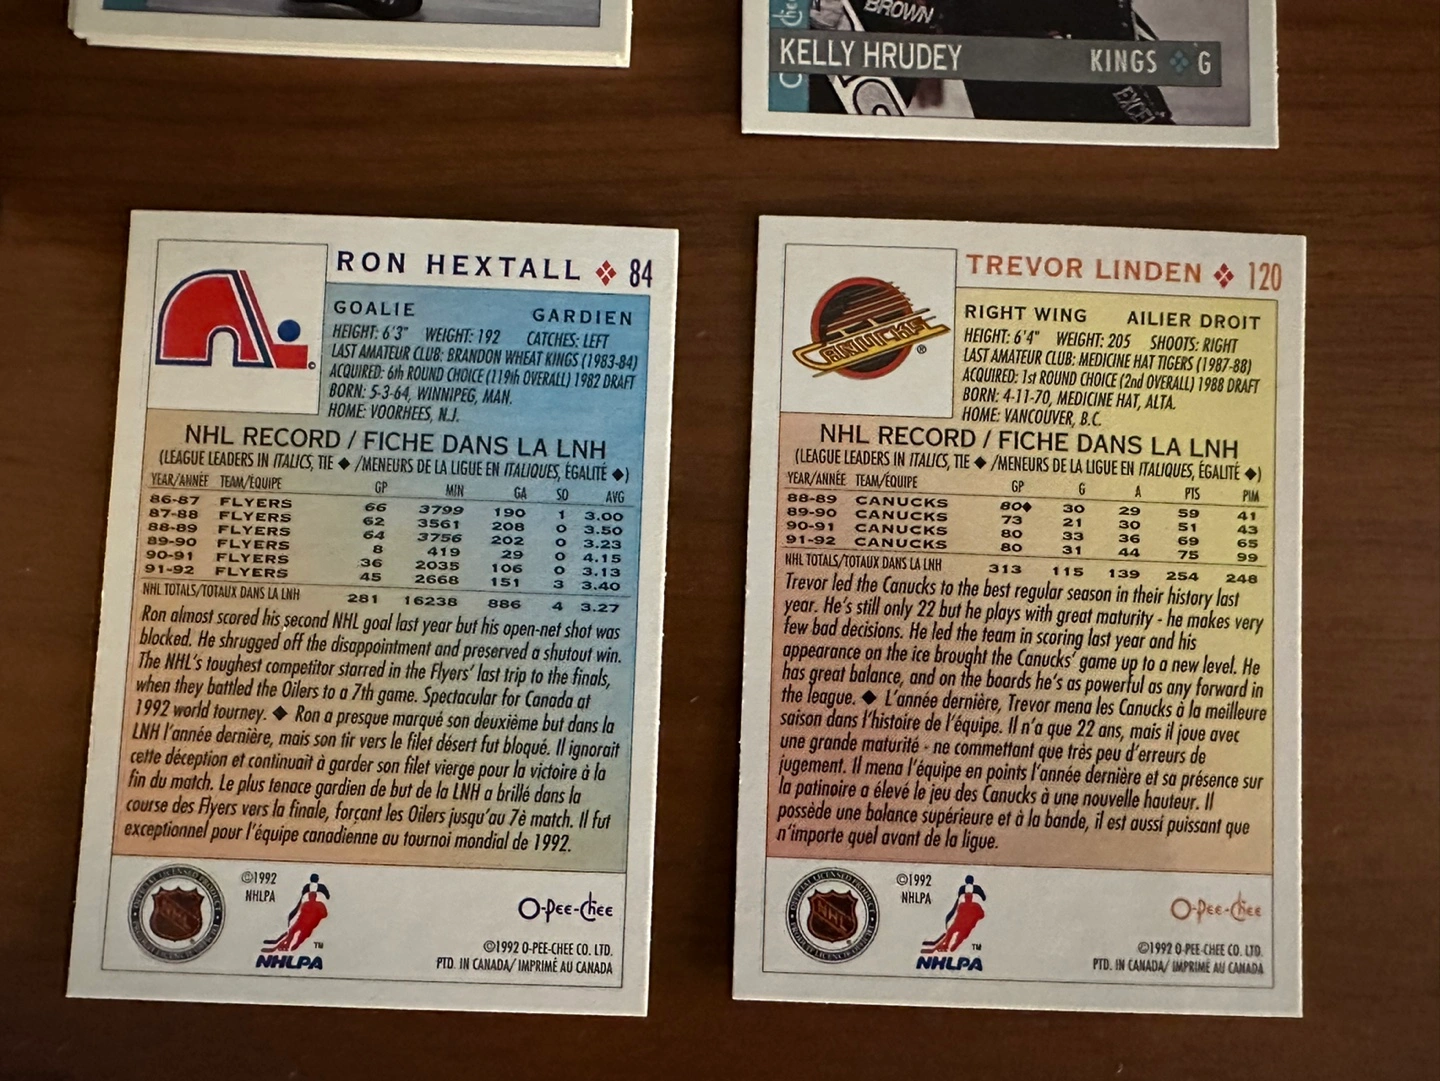 BROWN
KELLY HRUDEY KINGS G
EXCEL
RON HEXTALL 84
GOALIE GARDIEN
HEIGHT: 6'3" WEIGHT: 192 CATCHES: LEFT
LAST AMATEUR CLUB: BRANDON WHEAT KINGS (1983-84)
ACQUIRED: 6th ROUND CHOICE (119th OVERALL) 1982 DRAFT
BORN: 5-3-64, WINNIPEG, MAN.
HOME: VOORHEES, N.J.
NHL RECORD / FICHE DANS LA LNH
(LEAGUE LEADERS IN ITALICS, TIE ◆ /MENEURS DE LA LIGUE EN ITALIQUES, ÉGALITÉ ◆)
YEAR/ANNÉE TEAM/ÉQUIPE GP MIN GA SO AVG
86-87 FLYERS 66 3799 190 1 3.00
87-88 FLYERS 62 3561 208 0 3.50
88-89 FLYERS 64 3756 202 0 3.23
89-90 FLYERS 8 419 29 0 4.15
90-91 FLYERS 36 2035 106 0 3.13
91-92 FLYERS 45 2668 151 3 3.40
NHL TOTALS/TOTAUX DANS LA LNH 281 16238 886 4 3.27
Ron almost scored his second NHL goal last year but his open-net shot was
blocked. He shrugged off the disappointment and preserved a shutout win.
The NHL's toughest competitor starred in the Flyers' last trip to the finals,
when they battled the Oilers to a 7th game. Spectacular for Canada at
1992 world tourney. ◆ Ron a presque marqué son deuxième but dans la
LNH l'année dernière, mais son tir vers le filet désert fut bloqué. Il ignorait
cette déception et continuait à garder son filet vierge pour la victoire à la
fin du match. Le plus tenace gardien de but de la LNH a brillé dans la
course des Flyers vers la finale, forçant les Oilers jusqu'au 7è match. Il fut
exceptionnel pour l'équipe canadienne au tournoi mondial de 1992.
©1992
NHLPA
NHL
NHLPA
TM
O-Pee-Chee
©1992 O-PEE-CHEE CO. LTD.
PTD. IN CANADA/ IMPRIMÉ AU CANADA
CANUCKS
TREVOR LINDEN 120
RIGHT WING AILIER DROIT
HEIGHT: 6'4" WEIGHT: 205 SHOOTS: RIGHT
LAST AMATEUR CLUB: MEDICINE HAT TIGERS (1987-88)
ACQUIRED: 1st ROUND CHOICE (2nd OVERALL) 1988 DRAFT
BORN: 4-11-70, MEDICINE HAT, ALTA.
HOME: VANCOUVER, B.C.
NHL RECORD / FICHE DANS LA LNH
(LEAGUE LEADERS IN ITALICS, TIE ◆ /MENEURS DE LA LIGUE EN ITALIQUES, ÉGALITÉ ◆)
YEAR/ANNÉE TEAM/ÉQUIPE GP G A PTS PIM
88-89 CANUCKS 80◆ 30 29 59 41
89-90 CANUCKS 73 21 30 51 43
90-91 CANUCKS 80 33 36 69 65
91-92 CANUCKS 80 31 44 75 99
NHL TOTALS/TOTAUX DANS LA LNH 313 115 139 254 248
Trevor led the Canucks to the best regular season in their history last
year. He's still only 22 but he plays with great maturity - he makes very
few bad decisions. He led the team in scoring last year and his
appearance on the ice brought the Canucks' game up to a new level. He
has great balance, and on the boards he's as powerful as any forward in
the league. ◆ L'année dernière, Trevor mena les Canucks à la meilleure
saison dans l'histoire de l'équipe. Il n'a que 22 ans, mais il joue avec
une grande maturité - ne commettant que très peu d'erreurs de
jugement. Il mena l'équipe en points l'année dernière et sa présence sur
la patinoire a élevé le jeu des Canucks à une nouvelle hauteur. Il
possède une balance supérieure et à la bande, il est aussi puissant que
n'importe quel avant de la ligue.
©1992
NHLPA
NHL
NHLPA
TM
O-Pee-Chee
©1992 O-PEE-CHEE CO. LTD.
PTD. IN CANADA/ IMPRIMÉ AU CANADA